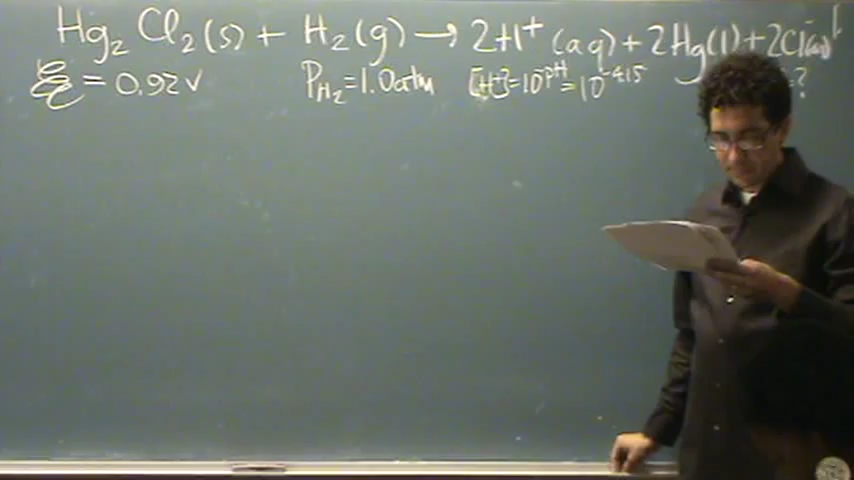 Hg₂Cl₂(s) + H₂(g) → 2H⁺(aq) + 2Hg(l) + 2Cl⁻(aq)
ℰ = 0.92 V P_H₂ = 1.0 atm [H⁺] = 10^-pH = 10^-4.15 = ?